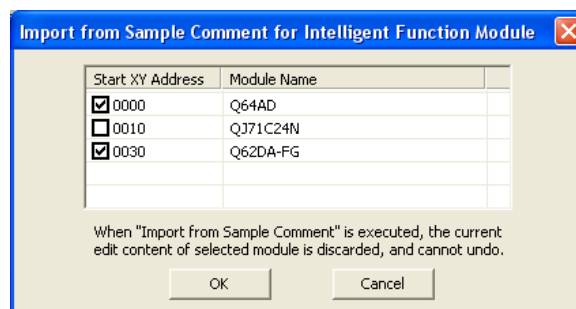 Import from Sample Comment for Intelligent Function Module
Start XY Address Module Name
0000 Q64AD
0010 QJ71C24N
0030 Q62DA-FG
When "Import from Sample Comment" is executed, the current
edit content of selected module is discarded, and cannot undo.
OK Cancel